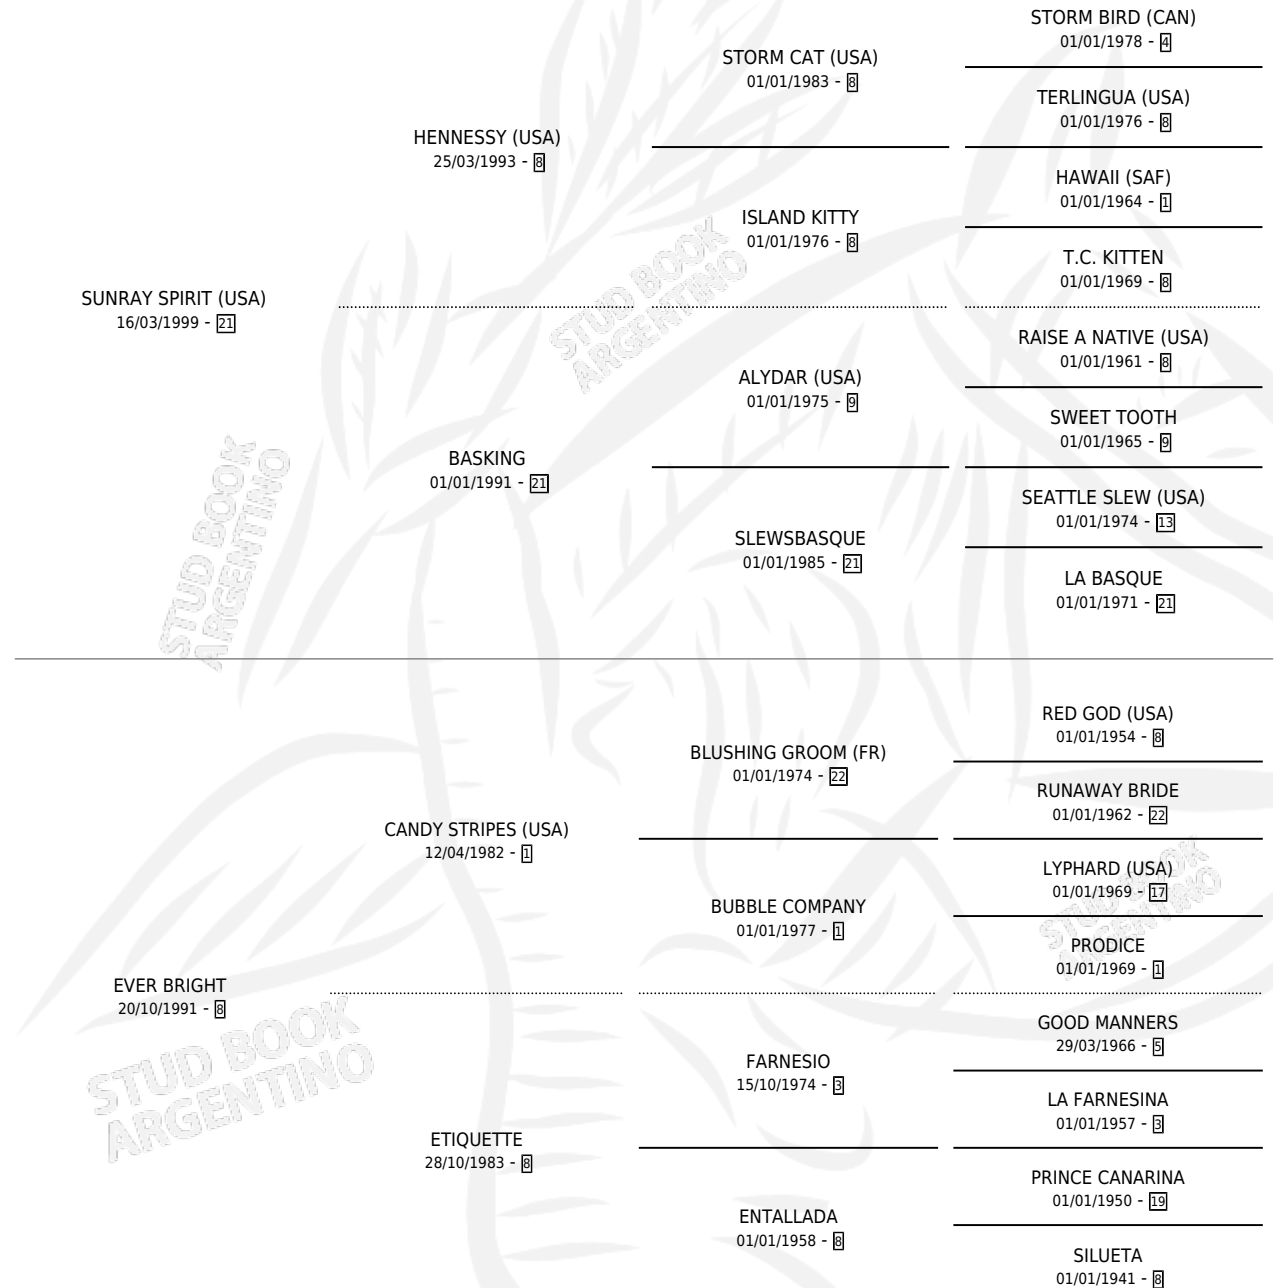 STORM BIRD (CAN)
01/01/1978 - 4
STORM CAT (USA)
01/01/1983 - 8
TERLINGUA (USA)
01/01/1976 - 8
HENNESSY (USA)
25/03/1993 - 8
HAWAII (SAF)
01/01/1964 - 1
ISLAND KITTY
01/01/1976 - 8
T.C. KITTEN
01/01/1969 - 8
SUNRAY SPIRIT (USA)
16/03/1999 - 21
RAISE A NATIVE (USA)
01/01/1961 - 8
ALYDAR (USA)
01/01/1975 - 9
SWEET TOOTH
01/01/1965 - 9
BASKING
01/01/1991 - 21
SEATTLE SLEW (USA)
01/01/1974 - 13
SLEWSBASQUE
01/01/1985 - 21
LA BASQUE
01/01/1971 - 21
RED GOD (USA)
01/01/1954 - 8
BLUSHING GROOM (FR)
01/01/1974 - 22
RUNAWAY BRIDE
01/01/1962 - 22
CANDY STRIPES (USA)
12/04/1982 - 1
LYPHARD (USA)
01/01/1969 - 17
BUBBLE COMPANY
01/01/1977 - 1
PRODICE
01/01/1969 - 1
EVER BRIGHT
20/10/1991 - 8
GOOD MANNERS
29/03/1966 - 5
FARNESIO
15/10/1974 - 3
LA FARNESINA
01/01/1957 - 3
ETIQUETTE
28/10/1983 - 8
PRINCE CANARINA
01/01/1950 - 19
ENTALLADA
01/01/1958 - 8
SILUETA
01/01/1941 - 8
STUD BOOK
ARGENTINO
STUD BOOK
ARGENTINO
STUD BOOK
ARGENTINO
STUD BOOK
ARGENTINO